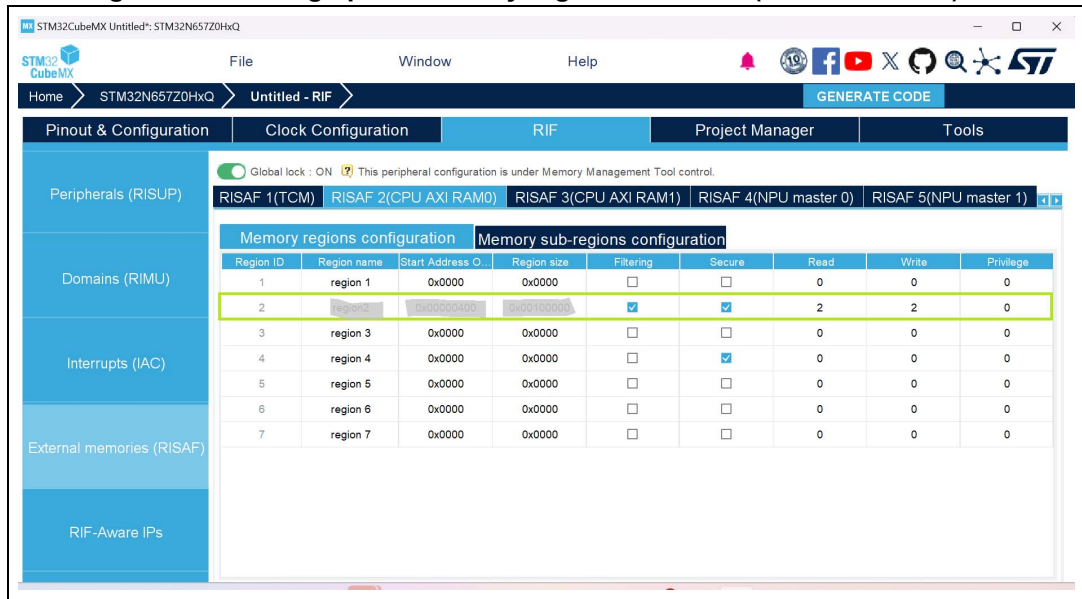 STM32CubeMX Untitled*: STM32N657Z0HxQ
STM32 CubeMX File Window Help
Home STM32N657Z0HxQ Untitled - RIF GENERATE CODE
Pinout & Configuration Clock Configuration RIF Project Manager Tools
Global lock : ON This peripheral configuration is under Memory Management Tool control.
Peripherals (RISUP)
Domains (RIMU)
Interrupts (IAC)
External memories (RISAF)
RIF-Aware IPs
RISAF 1(TCM) RISAF 2(CPU AXI RAM0) RISAF 3(CPU AXI RAM1) RISAF 4(NPU master 0) RISAF 5(NPU master 1)
Memory regions configuration Memory sub-regions configuration
Region ID Region name Start Address O... Region size Filtering Secure Read Write Privilege
1 region 1 0x0000 0x0000 0 0 0
2 region2 0x00000400 0x00100000 2 2 0
3 region 3 0x0000 0x0000 0 0 0
4 region 4 0x0000 0x0000 0 0 0
5 region 5 0x0000 0x0000 0 0 0
6 region 6 0x0000 0x0000 0 0 0
7 region 7 0x0000 0x0000 0 0 0